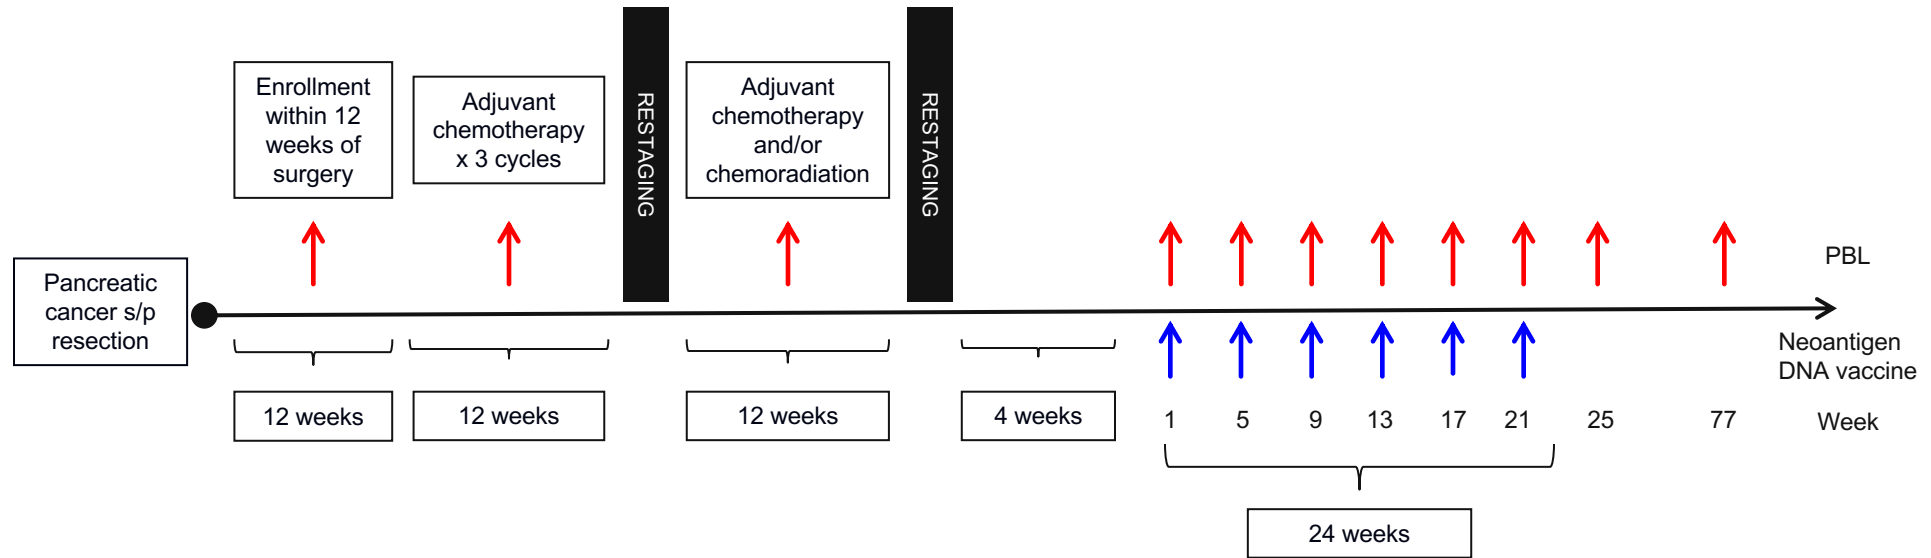 Enrollment
within 12
weeks of
surgery
Adjuvant
chemotherapy
x 3 cycles
RESTAGING
Adjuvant
chemotherapy
and/or
chemoradiation
RESTAGING
Pancreatic
cancer s/p
resection
PBL
Neoantigen
DNA vaccine
12 weeks
12 weeks
12 weeks
4 weeks
1 5 9 13 17 21 25 77 Week
24 weeks